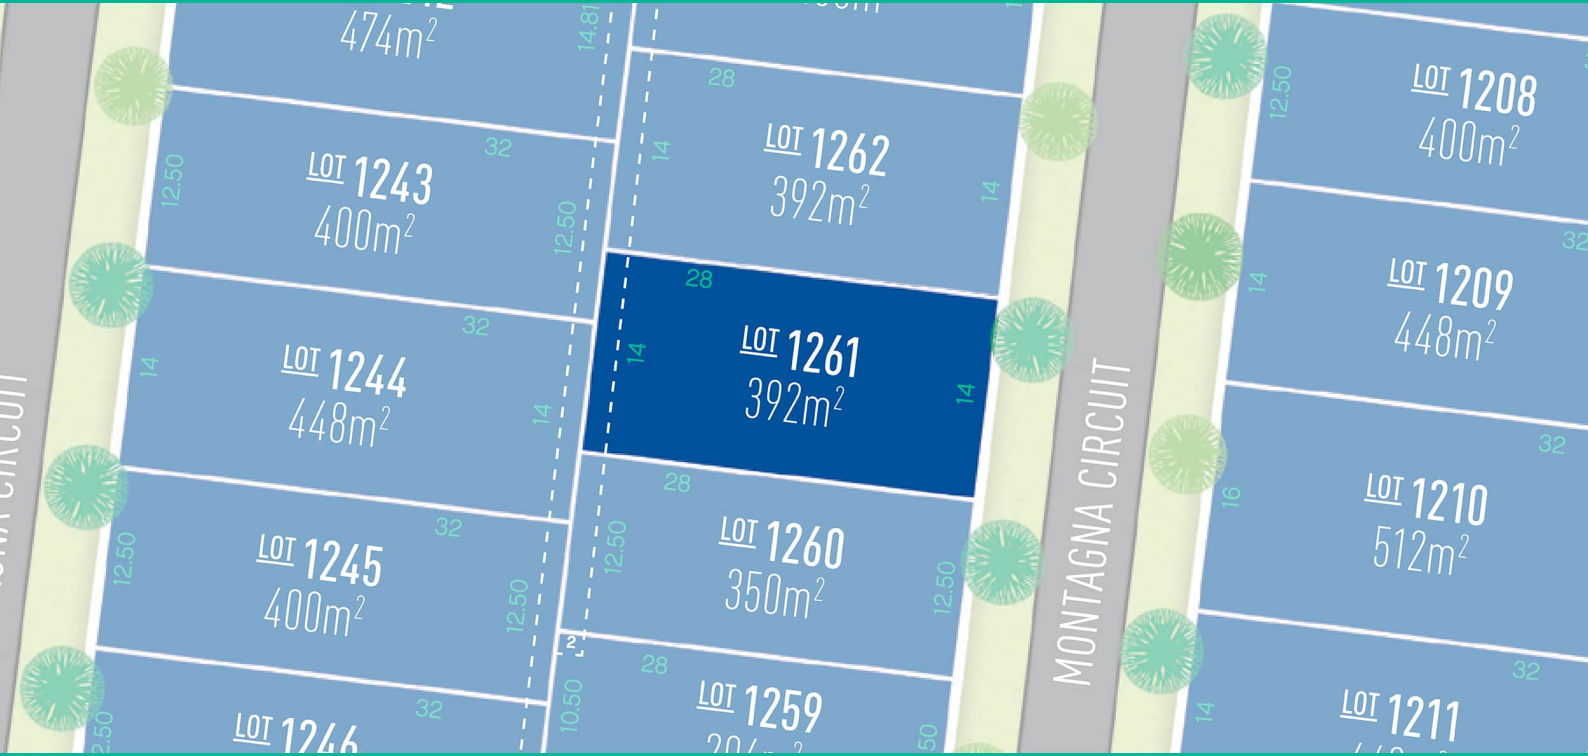 474m²
14.81
28
LOT 1262
392m²
14
14
LOT 1208
400m²
12.50
32
LOT 1243
400m²
12.50
12.50
28
LOT 1261
392m²
14
14
32
LOT 1209
448m²
14
32
LOT 1244
448m²
14
14
MONTAGNA CIRCUIT
28
LOT 1260
350m²
12.50
12.50
32
LOT 1210
512m²
16
32
LOT 1245
400m²
12.50
12.50
2
28
LOT 1259
10.50
32
LOT 1211
14
32
LOT 1246